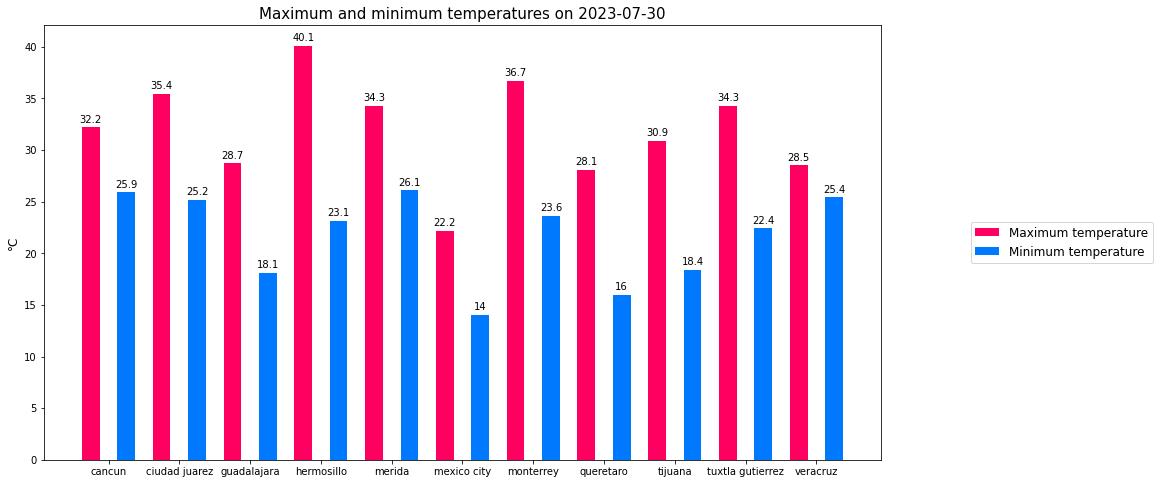 Maximum and minimum temperatures on 2023-07-30
°C
40
35
30
25
20
15
10
5
0
32.2
25.9
35.4
25.2
28.7
18.1
40.1
23.1
34.3
26.1
22.2
14
36.7
23.6
28.1
16
30.9
18.4
34.3
22.4
28.5
25.4
cancun
ciudad juarez
guadalajara
hermosillo
merida
mexico city
monterrey
queretaro
tijuana
tuxtla gutierrez
veracruz
Maximum temperature
Minimum temperature